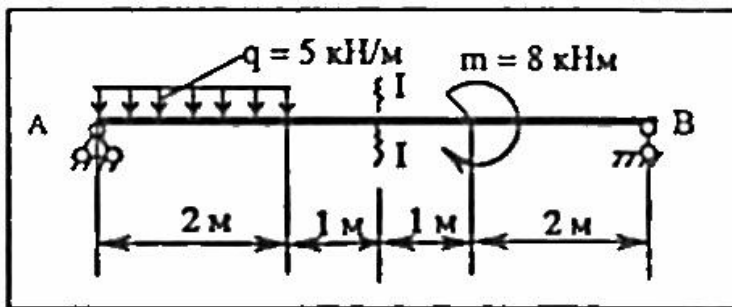 q = 5 кН/м
m = 8 кНм
I
A
B
I
2 м
1 м
1 м
2 м